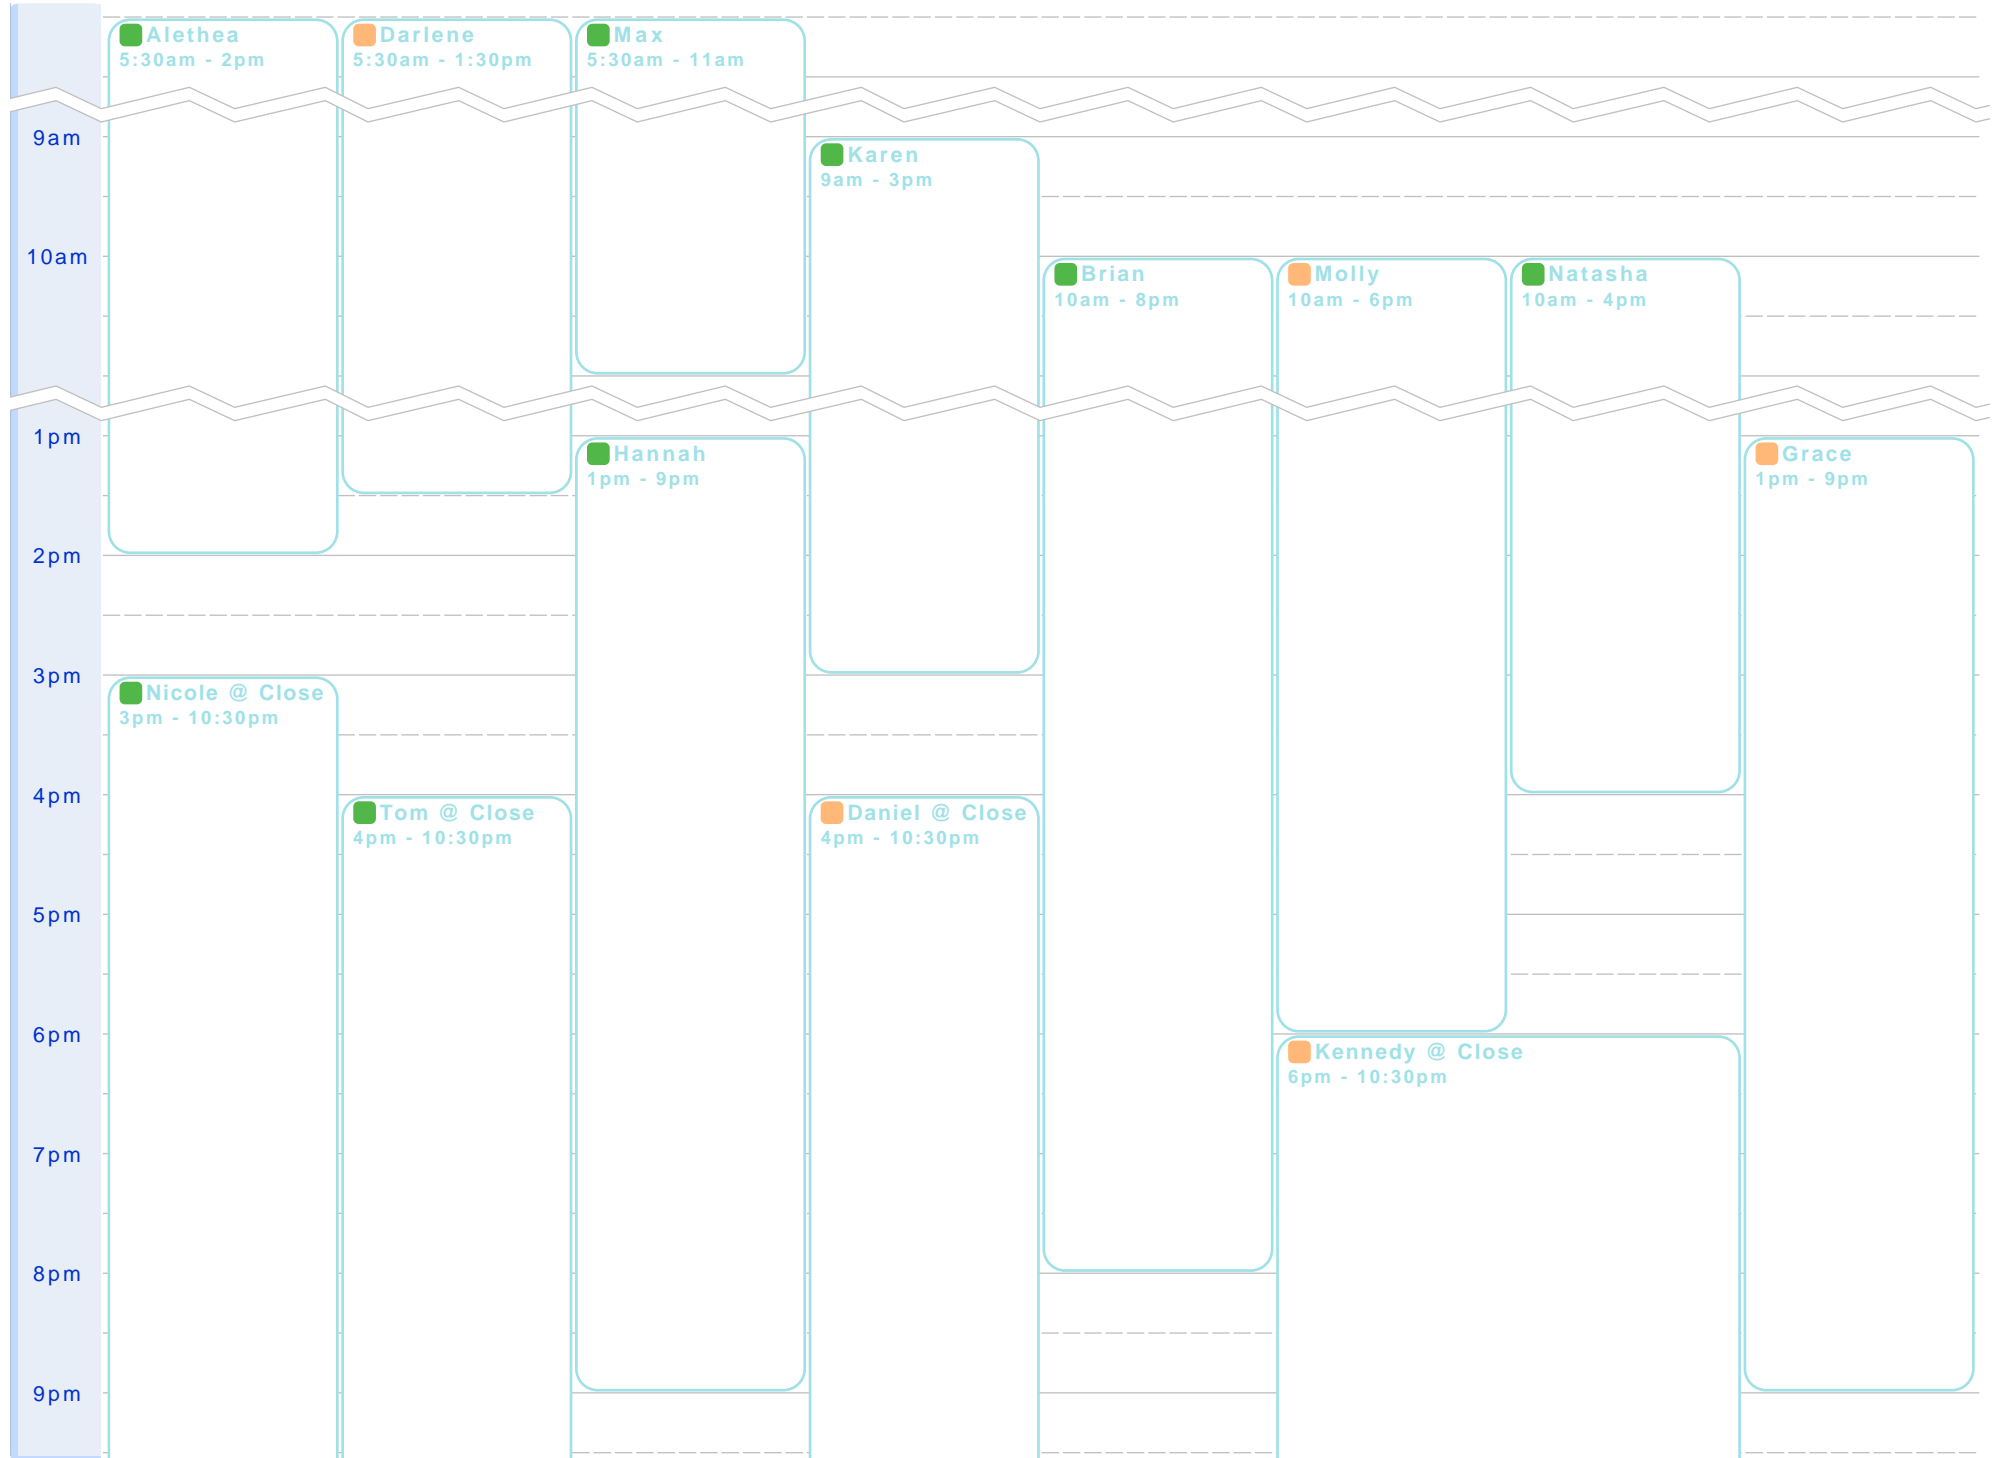 Alethea
5:30am - 2pm
Darlene
5:30am - 1:30pm
Max
5:30am - 11am
9am
Karen
9am - 3pm
10am
Brian
10am - 8pm
Molly
10am - 6pm
Natasha
10am - 4pm
1pm
Hannah
1pm - 9pm
Grace
1pm - 9pm
2pm
3pm
Nicole @ Close
3pm - 10:30pm
4pm
Tom @ Close
4pm - 10:30pm
Daniel @ Close
4pm - 10:30pm
5pm
6pm
Kennedy @ Close
6pm - 10:30pm
7pm
8pm
9pm